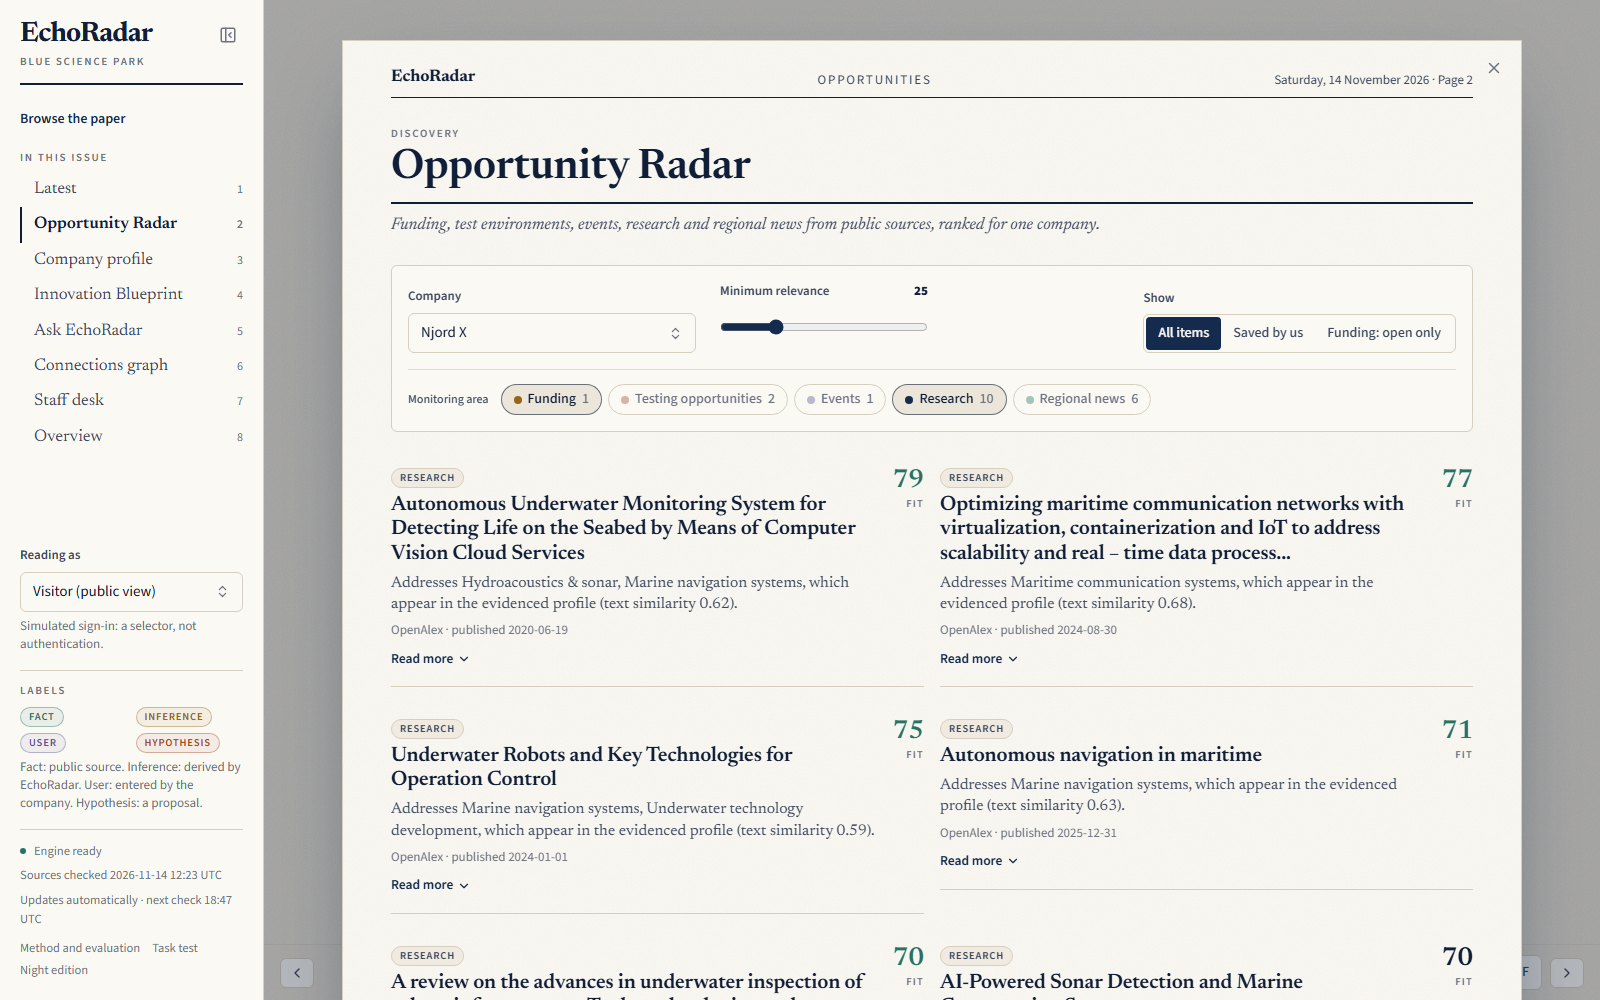 EchoRadar
BLUE SCIENCE PARK
Browse the paper
IN THIS ISSUE
Latest 1
Opportunity Radar 2
Company profile 3
Innovation Blueprint 4
Ask EchoRadar 5
Connections graph 6
Staff desk 7
Overview 8
Reading as
Visitor (public view)
Simulated sign-in: a selector, not
authentication.
LABELS
FACT INFERENCE
USER HYPOTHESIS
Fact: public source. Inference: derived by
EchoRadar. User: entered by the
company. Hypothesis: a proposal.
Engine ready
Sources checked 2026-11-14 12:23 UTC
Updates automatically · next check 18:47
UTC
Method and evaluation Task test
Night edition
EchoRadar OPPORTUNITIES Saturday, 14 November 2026 · Page 2
DISCOVERY
Opportunity Radar
Funding, test environments, events, research and regional news from public sources, ranked for one company.
Company
Njord X
Minimum relevance 25
Show
All items Saved by us Funding: open only
Monitoring area Funding 1 Testing opportunities 2 Events 1 Research 10 Regional news 6
RESEARCH 79
FIT
Autonomous Underwater Monitoring System for
Detecting Life on the Seabed by Means of Computer
Vision Cloud Services
Addresses Hydroacoustics & sonar, Marine navigation systems, which
appear in the evidenced profile (text similarity 0.62).
OpenAlex · published 2020-06-19
Read more
RESEARCH 77
FIT
Optimizing maritime communication networks with
virtualization, containerization and IoT to address
scalability and real – time data process...
Addresses Maritime communication systems, which appear in the
evidenced profile (text similarity 0.68).
OpenAlex · published 2024-08-30
Read more
RESEARCH 75
FIT
Underwater Robots and Key Technologies for
Operation Control
Addresses Marine navigation systems, Underwater technology
development, which appear in the evidenced profile (text similarity 0.59).
OpenAlex · published 2024-01-01
Read more
RESEARCH 71
FIT
Autonomous navigation in maritime
Addresses Marine navigation systems, which appear in the evidenced
profile (text similarity 0.63).
OpenAlex · published 2025-12-31
Read more
RESEARCH 70
FIT
A review on the advances in underwater inspection of
RESEARCH 70
FIT
AI-Powered Sonar Detection and Marine
F